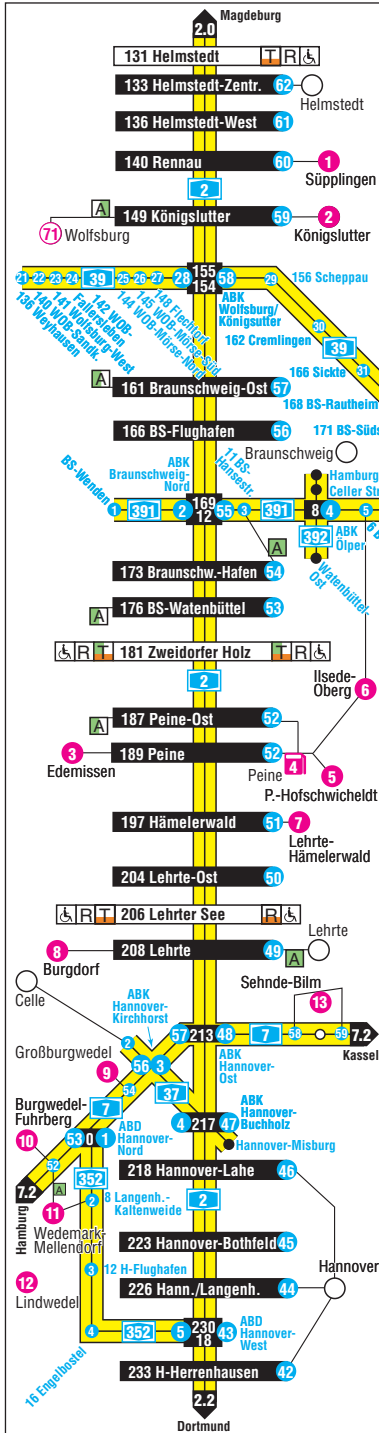 Magdeburg
2.0
131 Helmstedt T R
133 Helmstedt-Zentr. 62
Helmstedt
136 Helmstedt-West 61
140 Rennau 60 1
Süpplingen
2
A
149 Königslutter 59 2
71 Wolfsburg
Königslutter
21 22 23 24 39 25 26 27 28 155 154 58 29
156 Scheppau
ABK
Wolfsburg/
Königsutter
136 Weyhausen
140 WOB-Sandk.
141 Wolfsburg-West
142 WOB-
Fallersleben
144 WOB-Mörse-Nord
145 WOB-Mörse-Süd
148 Flechtorf
30
162 Cremlingen 39
166 Sickte 31
A
161 Braunschweig-Ost 57
168 BS-Rautheim
166 BS-Flughafen 56
171 BS-Süds
Braunschweig
ABK
Braunschweig-
Nord
11 BS-
Hansestr.
Hamburg
Celler Str
BS-Wenden
1 391 2 169 12 55 3 391 8 4 5
6 B
392
ABK
Ölper
A
173 Braunschw.-Hafen 54
Watenbüttel-
Ost
A
176 BS-Watenbüttel 53
R T 181 Zweidorfer Holz T R
2
Ilsede-
Oberg 6
A
187 Peine-Ost 52
3 189 Peine 52
Edemissen
Peine 4 5
P.-Hofschwicheldt
197 Hämelerwald 51 7
Lehrte-
Hämelerwald
204 Lehrte-Ost 50
R T 206 Lehrter See R
Lehrte
8 208 Lehrte 49 A
Burgdorf
Sehnde-Bilm
13
Celle
ABK
Hannover-
Kirchhorst
2 57 213 48 7 58 59 7.2
Kassel
Großburgwedel
56 3
ABK
Hannover-
Ost
9
54
37
7
Burgwedel-
Fuhrberg
4 217 47
ABK
Hannover-
Buchholz
53 0 1
ABD
Hannover-
Nord
Hannover-Misburg
10
52
7.2
Hamburg
A
352
218 Hannover-Lahe 46
11
2
8 Langenh.-
Kaltenweide
2
Wedemark-
Mellendorf
223 Hannover-Bothfeld 45
12
3 12 H-Flughafen
Hannover
Lindwedel
226 Hann./Langenh. 44
4 352 5 230 18 43
ABD
Hannover-
West
16 Engelbostel
233 H-Herrenhausen 42
2.2
Dortmund